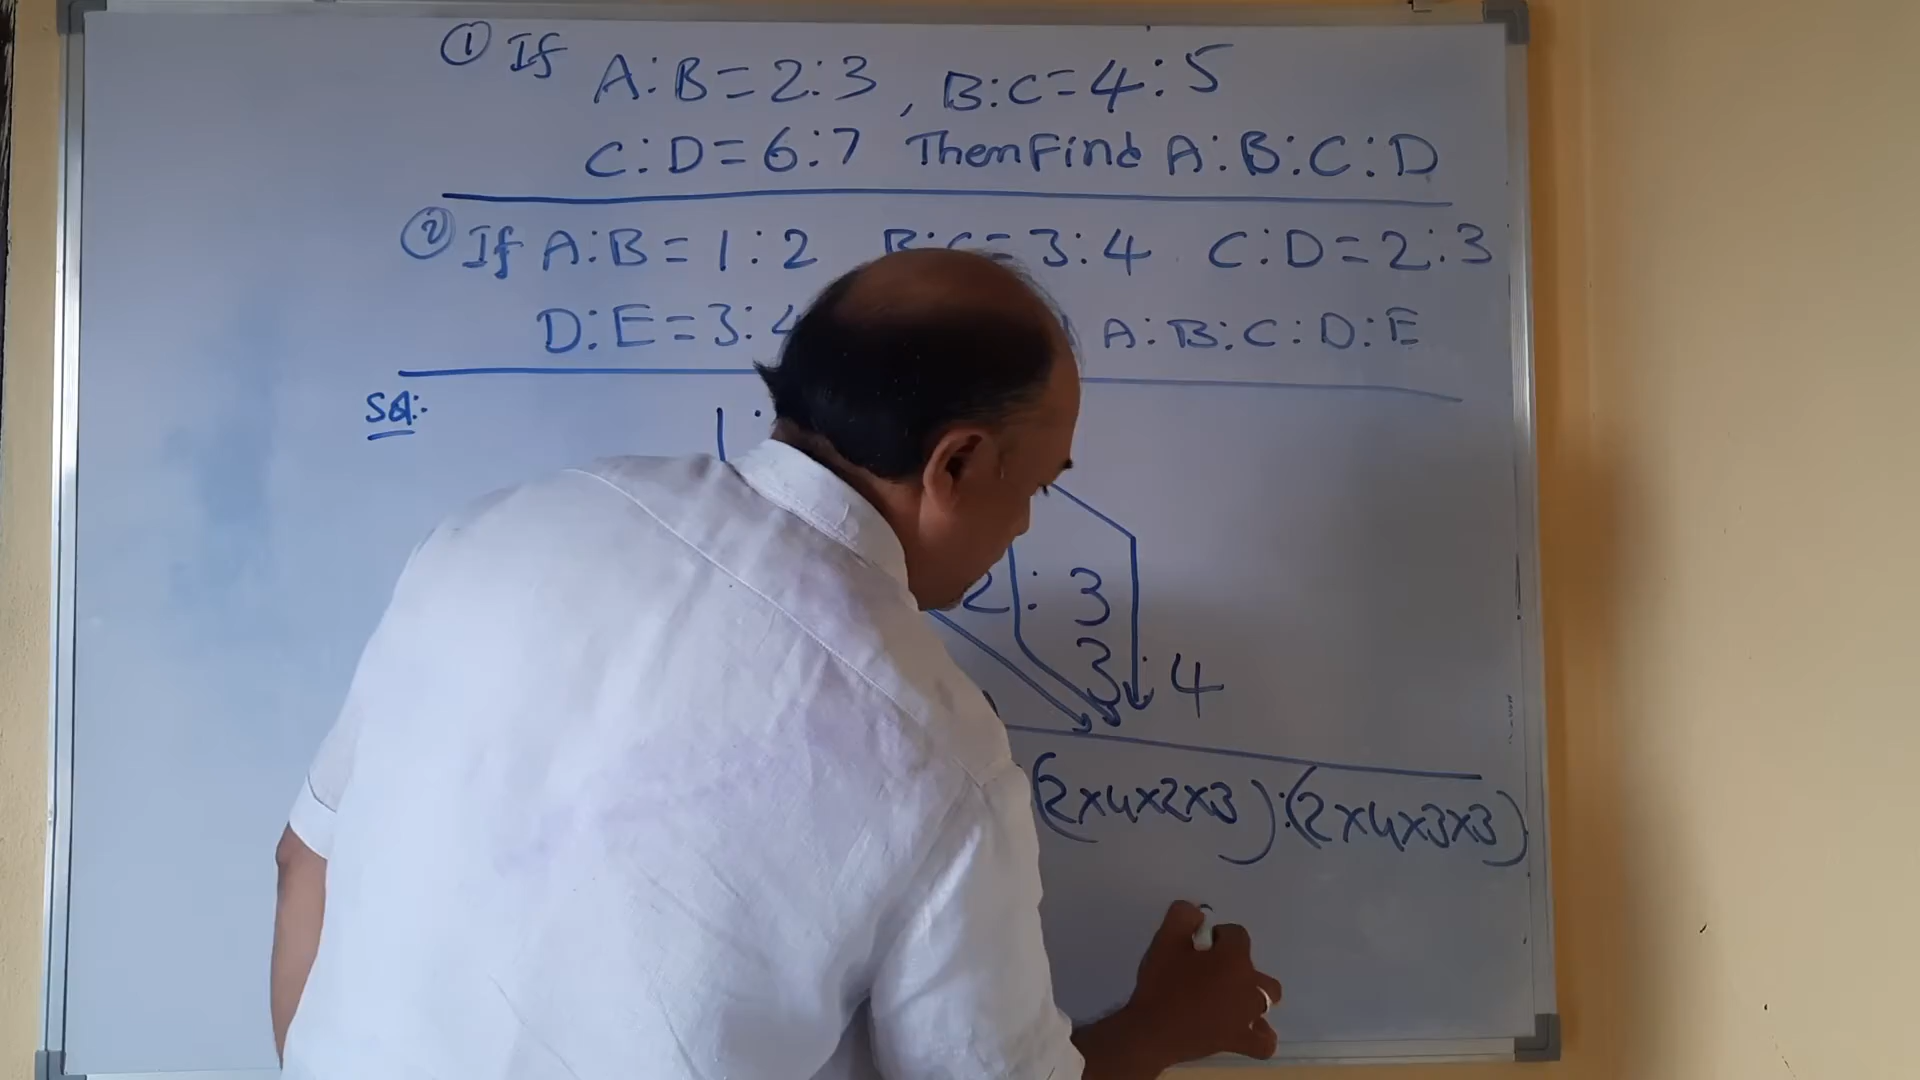 ① If A:B=2:3, B:C=4:5
C:D=6:7 Then Find A:B:C:D
② If A:B=1:2 B:C=3:4 C:D=2:3
D:E=3:4 A:B:C:D:E
Sol:-
2:3
3:4
(2×4×2×3):(2×4×3×3)